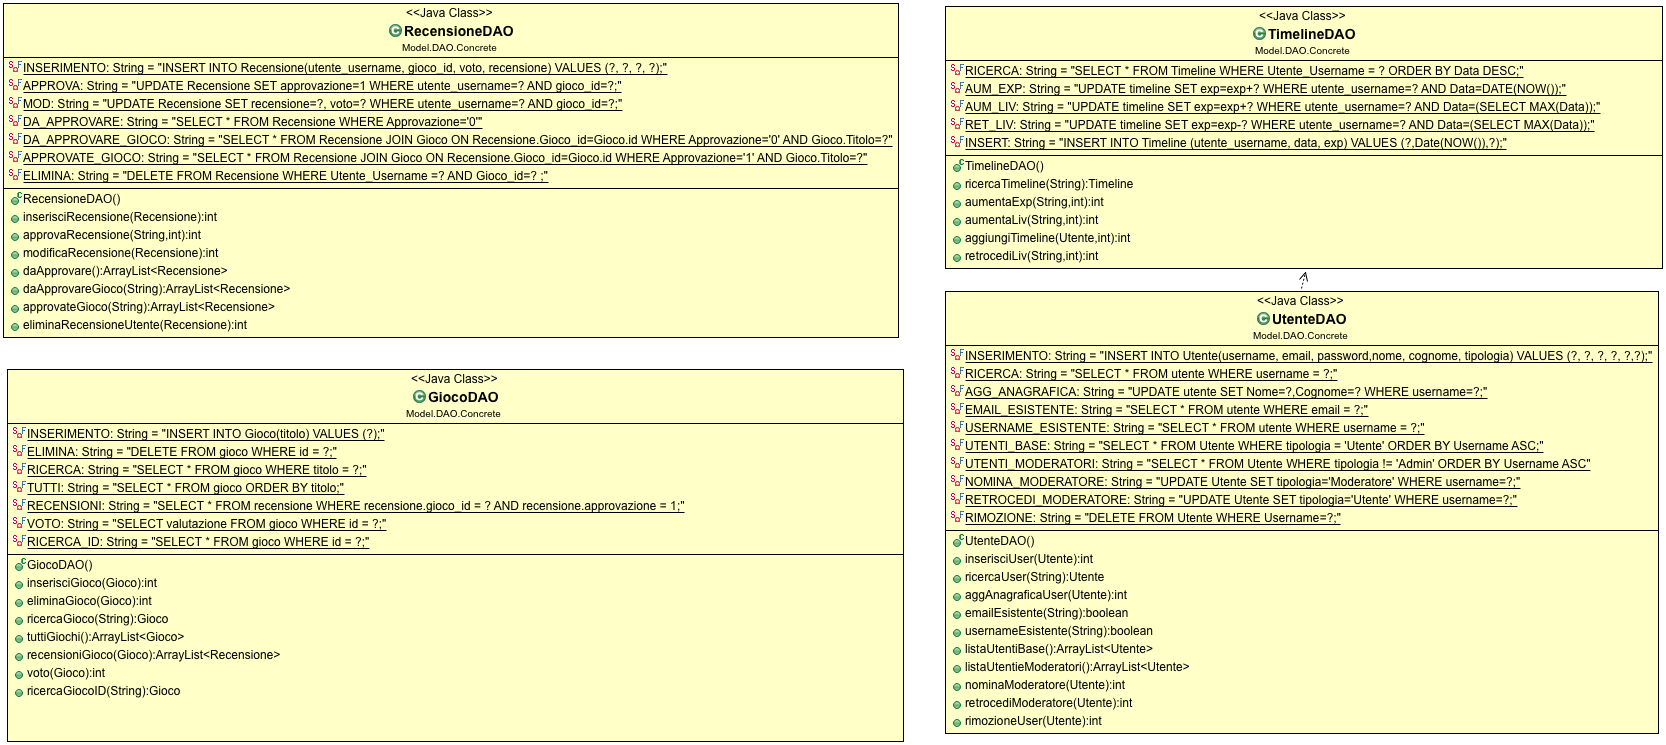 <<Java Class>>
RecensioneDAO
Model.DAO.Concrete
INSERIMENTO: String = "INSERT INTO Recensione(utente_username, gioco_id, voto, recensione) VALUES (?, ?, ?, ?);"
APPROVA: String = "UPDATE Recensione SET approvazione=1 WHERE utente_username=? AND gioco_id=?;"
MOD: String = "UPDATE Recensione SET recensione=?, voto=? WHERE utente_username=? AND gioco_id=?;"
DA_APPROVARE: String = "SELECT * FROM Recensione WHERE Approvazione='0'"
DA_APPROVARE_GIOCO: String = "SELECT * FROM Recensione JOIN Gioco ON Recensione.Gioco_id=Gioco.id WHERE Approvazione='0' AND Gioco.Titolo=?"
APPROVATE_GIOCO: String = "SELECT * FROM Recensione JOIN Gioco ON Recensione.Gioco_id=Gioco.id WHERE Approvazione='1' AND Gioco.Titolo=?"
ELIMINA: String = "DELETE FROM Recensione WHERE Utente_Username =? AND Gioco_id=? ;"
RecensioneDAO()
inserisciRecensione(Recensione):int
approvaRecensione(String,int):int
modificaRecensione(Recensione):int
daApprovare():ArrayList<Recensione>
daApprovareGioco(String):ArrayList<Recensione>
approvateGioco(String):ArrayList<Recensione>
eliminaRecensioneUtente(Recensione):int
<<Java Class>>
TimelineDAO
Model.DAO.Concrete
RICERCA: String = "SELECT * FROM Timeline WHERE Utente_Username = ? ORDER BY Data DESC;"
AUM_EXP: String = "UPDATE timeline SET exp=exp+? WHERE utente_username=? AND Data=DATE(NOW());"
AUM_LIV: String = "UPDATE timeline SET exp=exp+? WHERE utente_username=? AND Data=(SELECT MAX(Data));"
RET_LIV: String = "UPDATE timeline SET exp=exp-? WHERE utente_username=? AND Data=(SELECT MAX(Data));"
INSERT: String = "INSERT INTO Timeline (utente_username, data, exp) VALUES (?,Date(NOW()),?);"
TimelineDAO()
ricercaTimeline(String):Timeline
aumentaExp(String,int):int
aumentaLiv(String,int):int
aggiungiTimeline(Utente,int):int
retrocediLiv(String,int):int
<<Java Class>>
GiocoDAO
Model.DAO.Concrete
INSERIMENTO: String = "INSERT INTO Gioco(titolo) VALUES (?);"
ELIMINA: String = "DELETE FROM gioco WHERE id = ?;"
RICERCA: String = "SELECT * FROM gioco WHERE titolo = ?;"
TUTTI: String = "SELECT * FROM gioco ORDER BY titolo;"
RECENSIONI: String = "SELECT * FROM recensione WHERE recensione.gioco_id = ? AND recensione.approvazione = 1;"
VOTO: String = "SELECT valutazione FROM gioco WHERE id = ?;"
RICERCA_ID: String = "SELECT * FROM gioco WHERE id = ?;"
GiocoDAO()
inserisciGioco(Gioco):int
eliminaGioco(Gioco):int
ricercaGioco(String):Gioco
tuttiGiochi():ArrayList<Gioco>
recensioniGioco(Gioco):ArrayList<Recensione>
voto(Gioco):int
ricercaGiocoID(String):Gioco
<<Java Class>>
UtenteDAO
Model.DAO.Concrete
INSERIMENTO: String = "INSERT INTO Utente(username, email, password,nome, cognome, tipologia) VALUES (?, ?, ?, ?, ?,?);"
RICERCA: String = "SELECT * FROM utente WHERE username = ?;"
AGG_ANAGRAFICA: String = "UPDATE utente SET Nome=?,Cognome=? WHERE username=?;"
EMAIL_ESISTENTE: String = "SELECT * FROM utente WHERE email = ?;"
USERNAME_ESISTENTE: String = "SELECT * FROM utente WHERE username = ?;"
UTENTI_BASE: String = "SELECT * FROM Utente WHERE tipologia = 'Utente' ORDER BY Username ASC;"
UTENTI_MODERATORI: String = "SELECT * FROM Utente WHERE tipologia != 'Admin' ORDER BY Username ASC"
NOMINA_MODERATORE: String = "UPDATE Utente SET tipologia='Moderatore' WHERE username=?;"
RETROCEDI_MODERATORE: String = "UPDATE Utente SET tipologia='Utente' WHERE username=?;"
RIMOZIONE: String = "DELETE FROM Utente WHERE Username=?;"
UtenteDAO()
inserisciUser(Utente):int
ricercaUser(String):Utente
aggAnagraficaUser(Utente):int
emailEsistente(String):boolean
usernameEsistente(String):boolean
listaUtentiBase():ArrayList<Utente>
listaUtentieModeratori():ArrayList<Utente>
nominaModeratore(Utente):int
retrocediModeratore(Utente):int
rimozioneUser(Utente):int